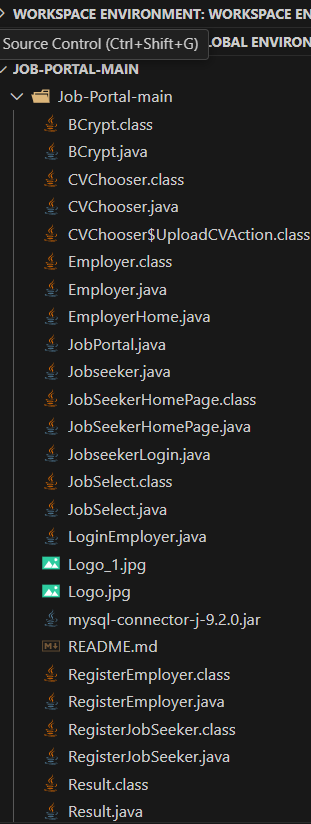 WORKSPACE ENVIRONMENT: WORKSPACE EN
Source Control (Ctrl+Shift+G)
LOBAL ENVIRON
JOB-PORTAL-MAIN
Job-Portal-main
BCrypt.class
BCrypt.java
CVChooser.class
CVChooser.java
CVChooser$UploadCVAction.class
Employer.class
Employer.java
EmployerHome.java
JobPortal.java
Jobseeker.java
JobSeekerHomePage.class
JobSeekerHomePage.java
JobseekerLogin.java
JobSelect.class
JobSelect.java
LoginEmployer.java
Logo_1.jpg
Logo.jpg
mysql-connector-j-9.2.0.jar
README.md
RegisterEmployer.class
RegisterEmployer.java
RegisterJobSeeker.class
RegisterJobSeeker.java
Result.class
Result.java